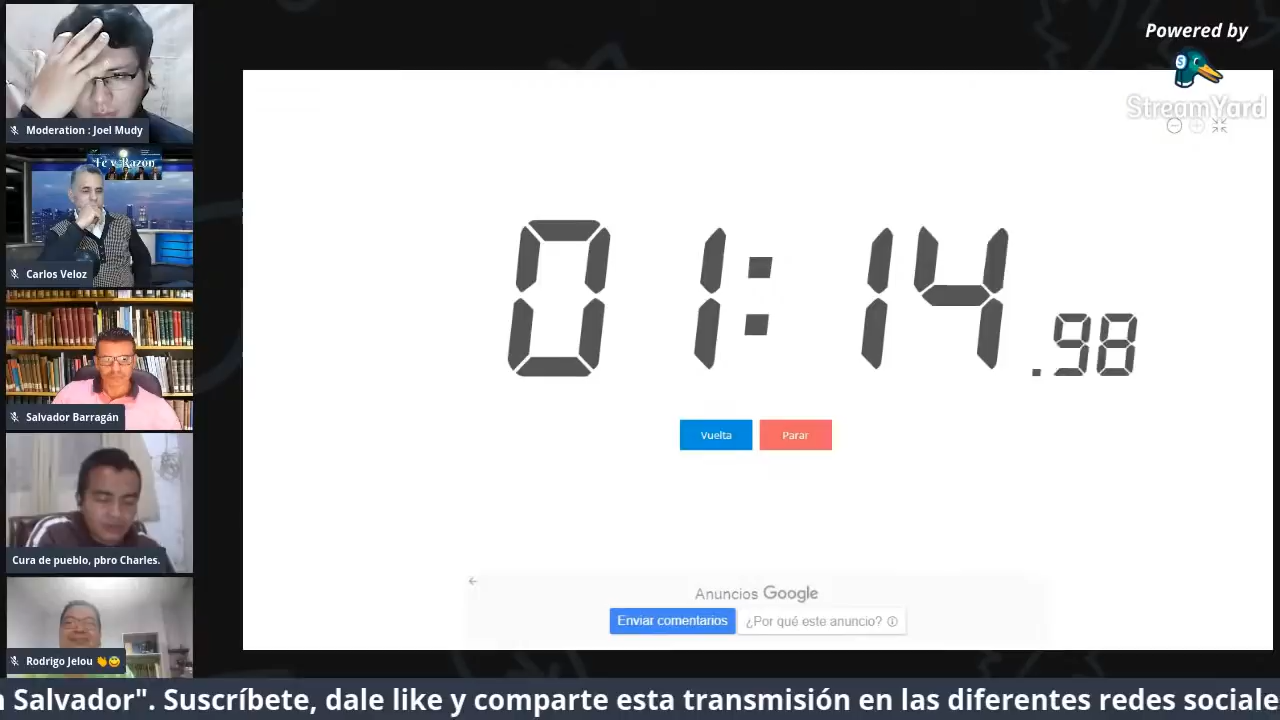 Powered by
StreamYard
Moderation : Joel Mudy
Fe y Razón
Carlos Veloz
Salvador Barragán
Cura de pueblo, pbro Charles.
Rodrigo Jelou 👏😊
01:14.98
Vuelta
Parar
Anuncios Google
Enviar comentarios
¿Por qué este anuncio?
Salvador". Suscríbete, dale like y comparte esta transmisión en las diferentes redes sociale